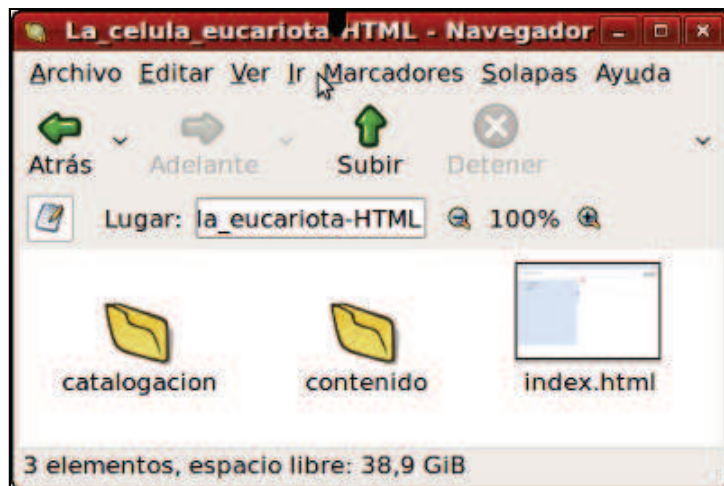 La_celula_eucariota HTML - Navegador
Archivo Editar Ver Ir Marcadores Solapas Ayuda
Atrás Adelante Subir Detener
Lugar: la_eucariota-HTML 100%
catalogacion contenido index.html
3 elementos, espacio libre: 38,9 GiB